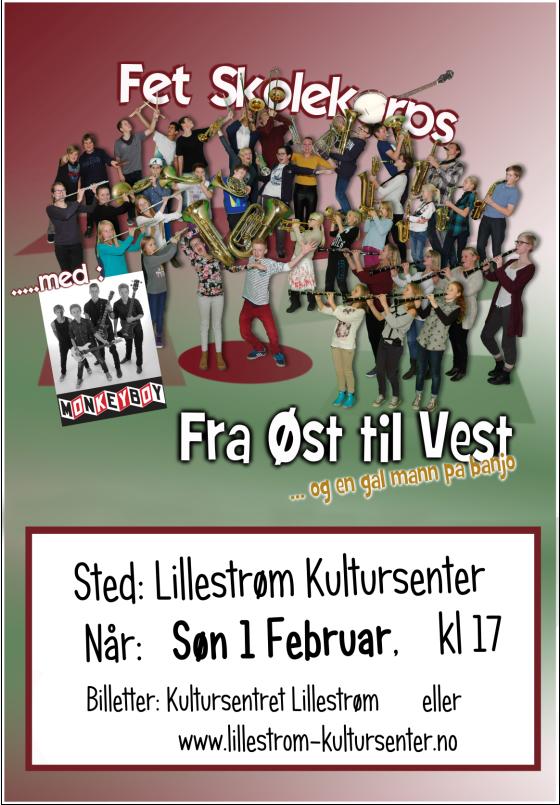 Fet Skolekorps
.....med :
MONKEYBOY
Fra Øst til Vest
... og en gal mann på banjo
Sted: Lillestrøm Kultursenter
Når: Søn 1 Februar, kl 17
Billetter: Kultursentret Lillestrøm eller
www.lillestrom-kultursenter.no